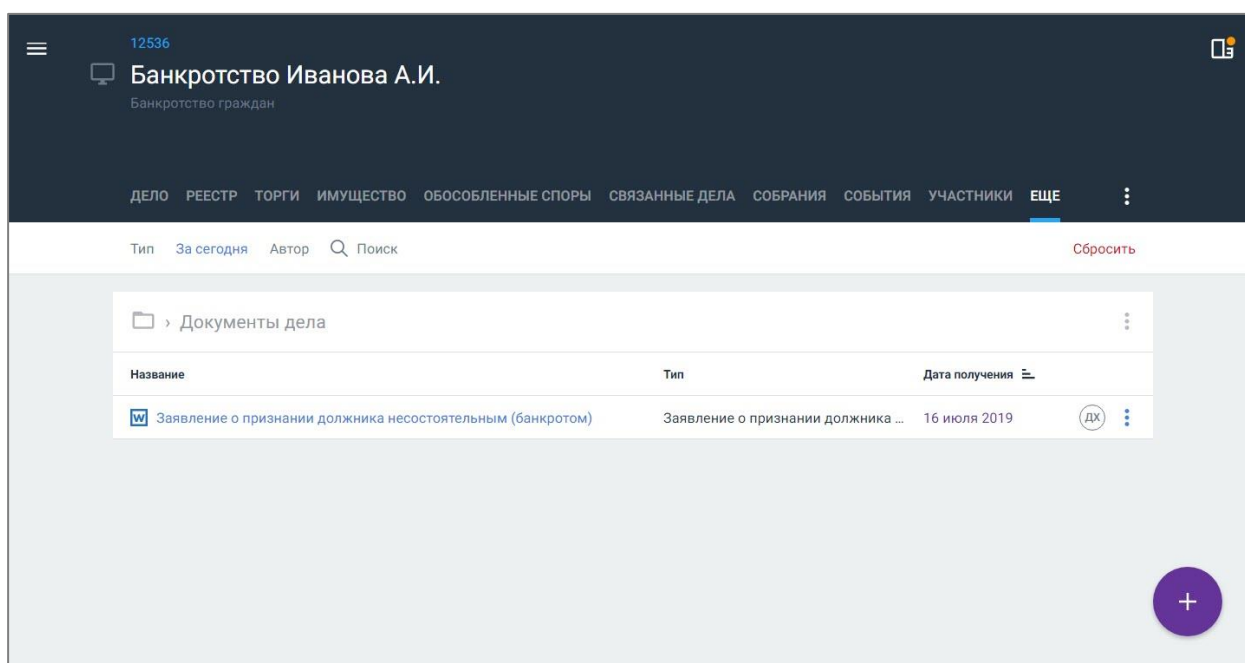 12536
Банкротство Иванова А.И.
Банкротство граждан
ДЕЛО РЕЕСТР ТОРГИ ИМУЩЕСТВО ОБОСОБЛЕННЫЕ СПОРЫ СВЯЗАННЫЕ ДЕЛА СОБРАНИЯ СОБЫТИЯ УЧАСТНИКИ ЕЩЕ
Тип За сегодня Автор Поиск Сбросить
› Документы дела
Название Тип Дата получения
W Заявление о признании должника несостоятельным (банкротом) Заявление о признании должника ... 16 июля 2019 ДХ
+